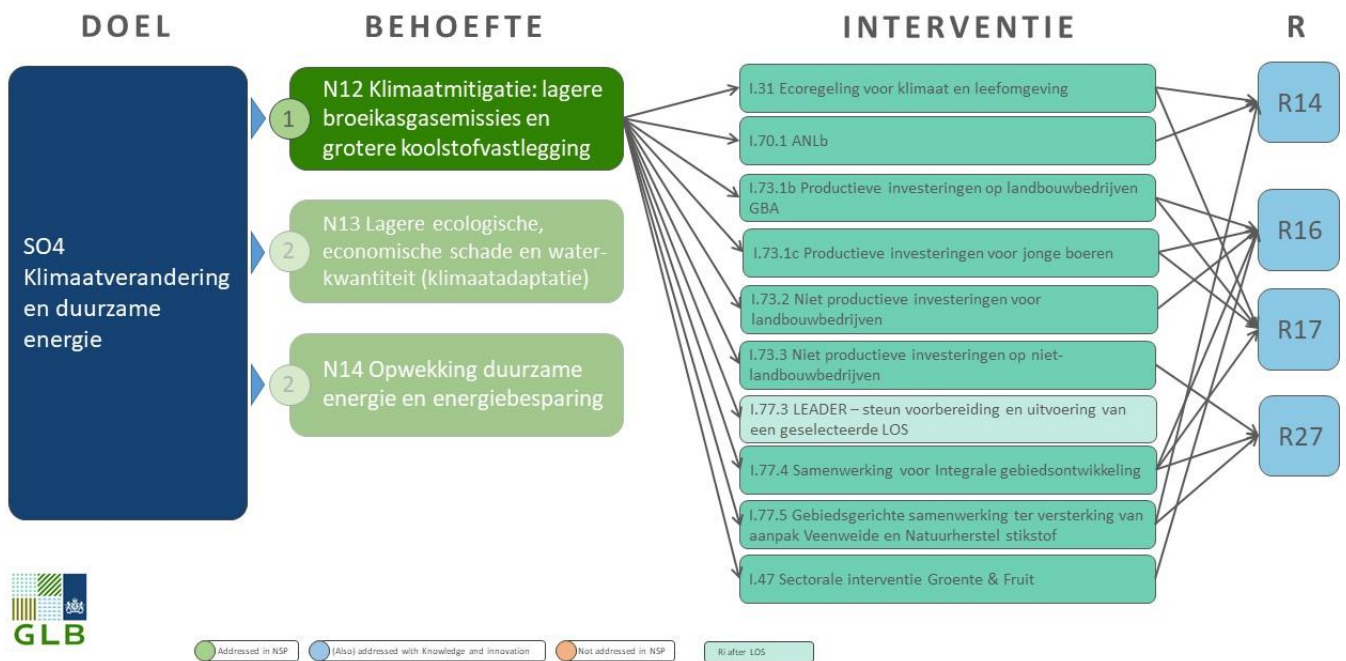 DOEL
BEHOEFTE
INTERVENTIE
R
SO4
Klimaatverandering
en duurzame
energie
1
N12 Klimaatmitigatie: lagere
broeikasgasemissies en
grotere koolstofvastlegging
2
N13 Lagere ecologische,
economische schade en water-
kwantiteit (klimaatadaptatie)
2
N14 Opwekking duurzame
energie en energiebesparing
I.31 Ecoregeling voor klimaat en leefomgeving
I.70.1 ANLb
I.73.1b Productieve investeringen op landbouwbedrijven
GBA
I.73.1c Productieve investeringen voor jonge boeren
I.73.2 Niet productieve investeringen voor
landbouwbedrijven
I.73.3 Niet productieve investeringen op niet-
landbouwbedrijven
I.77.3 LEADER – steun voorbereiding en uitvoering van
een geselecteerde LOS
I.77.4 Samenwerking voor Integrale gebiedsontwikkeling
I.77.5 Gebiedsgerichte samenwerking ter versterking van
aanpak Veenweide en Natuurherstel stikstof
I.47 Sectorale interventie Groente & Fruit
R14
R16
R17
R27
GLB
Addressed in NSP
(Also) addressed with Knowledge and innovation
Not addressed in NSP
Ri after LOS